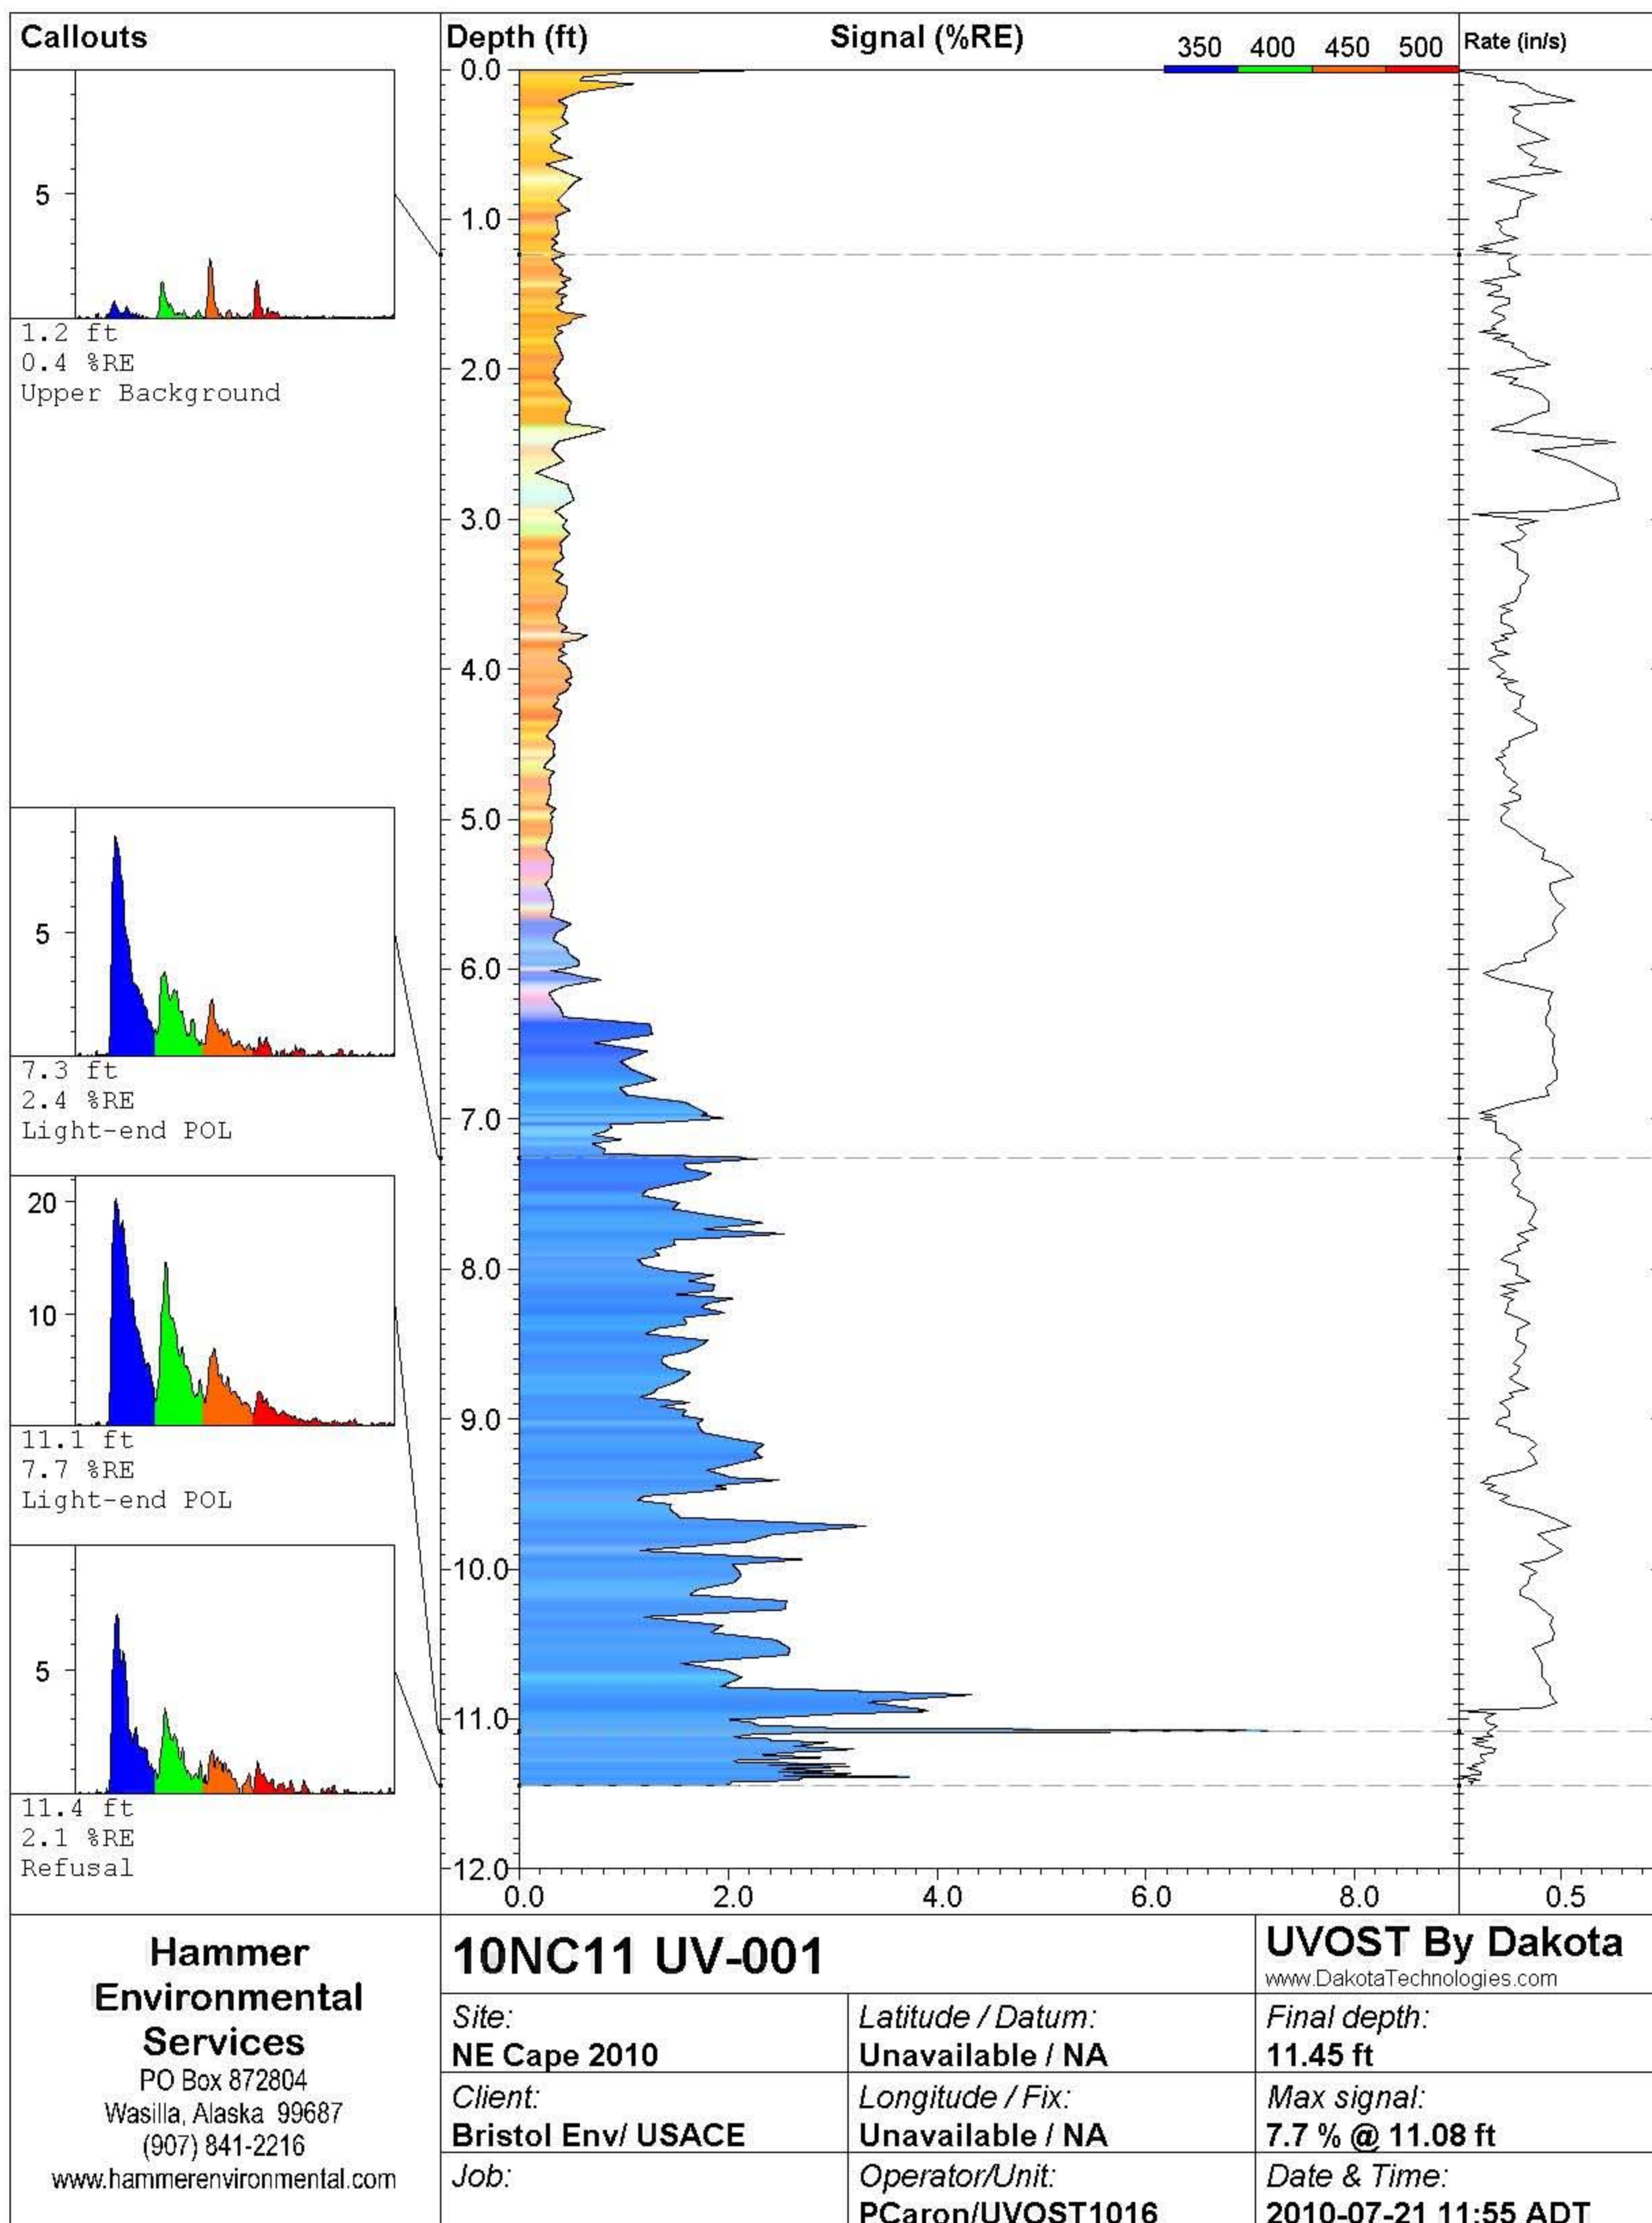 Callouts
Depth (ft)
Signal (%RE)
350 400 450 500
Rate (in/s)
5
1.2 ft
0.4 %RE
Upper Background
5
7.3 ft
2.4 %RE
Light-end POL
20
10
11.1 ft
7.7 %RE
Light-end POL
5
11.4 ft
2.1 %RE
Refusal
0.0
1.0
2.0
3.0
4.0
5.0
6.0
7.0
8.0
9.0
10.0
11.0
12.0
0.0 2.0 4.0 6.0 8.0
0.5
Hammer
Environmental
Services
PO Box 872804
Wasilla, Alaska 99687
(907) 841-2216
www.hammerenvironmental.com
10NC11 UV-001
UVOST By Dakota
www.DakotaTechnologies.com
Site:
NE Cape 2010
Latitude / Datum:
Unavailable / NA
Final depth:
11.45 ft
Client:
Bristol Env/ USACE
Longitude / Fix:
Unavailable / NA
Max signal:
7.7 % @ 11.08 ft
Job:
Operator/Unit:
PCaron/UVOST1016
Date & Time:
2010-07-21 11:55 ADT